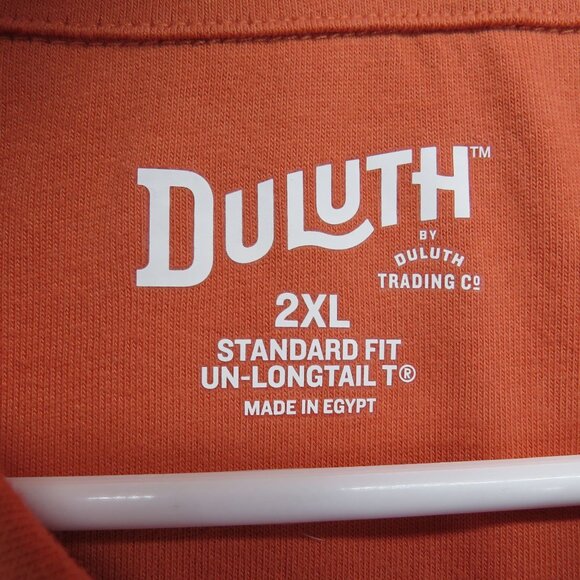 DULUTH™
BY
DULUTH
TRADING Co
2XL
STANDARD FIT
UN-LONGTAIL T®
MADE IN EGYPT